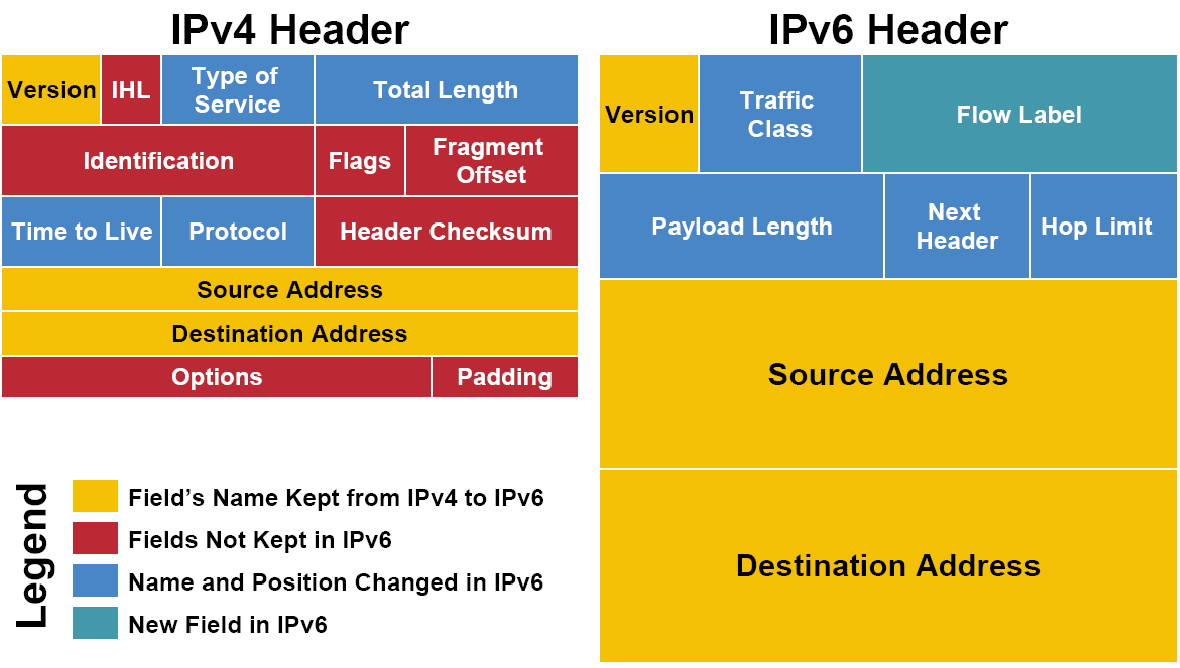 IPv4 Header
Version IHL Type of Service Total Length
Identification Flags Fragment Offset
Time to Live Protocol Header Checksum
Source Address
Destination Address
Options Padding
IPv6 Header
Version Traffic Class Flow Label
Payload Length Next Header Hop Limit
Source Address
Destination Address
Legend
Field’s Name Kept from IPv4 to IPv6
Fields Not Kept in IPv6
Name and Position Changed in IPv6
New Field in IPv6